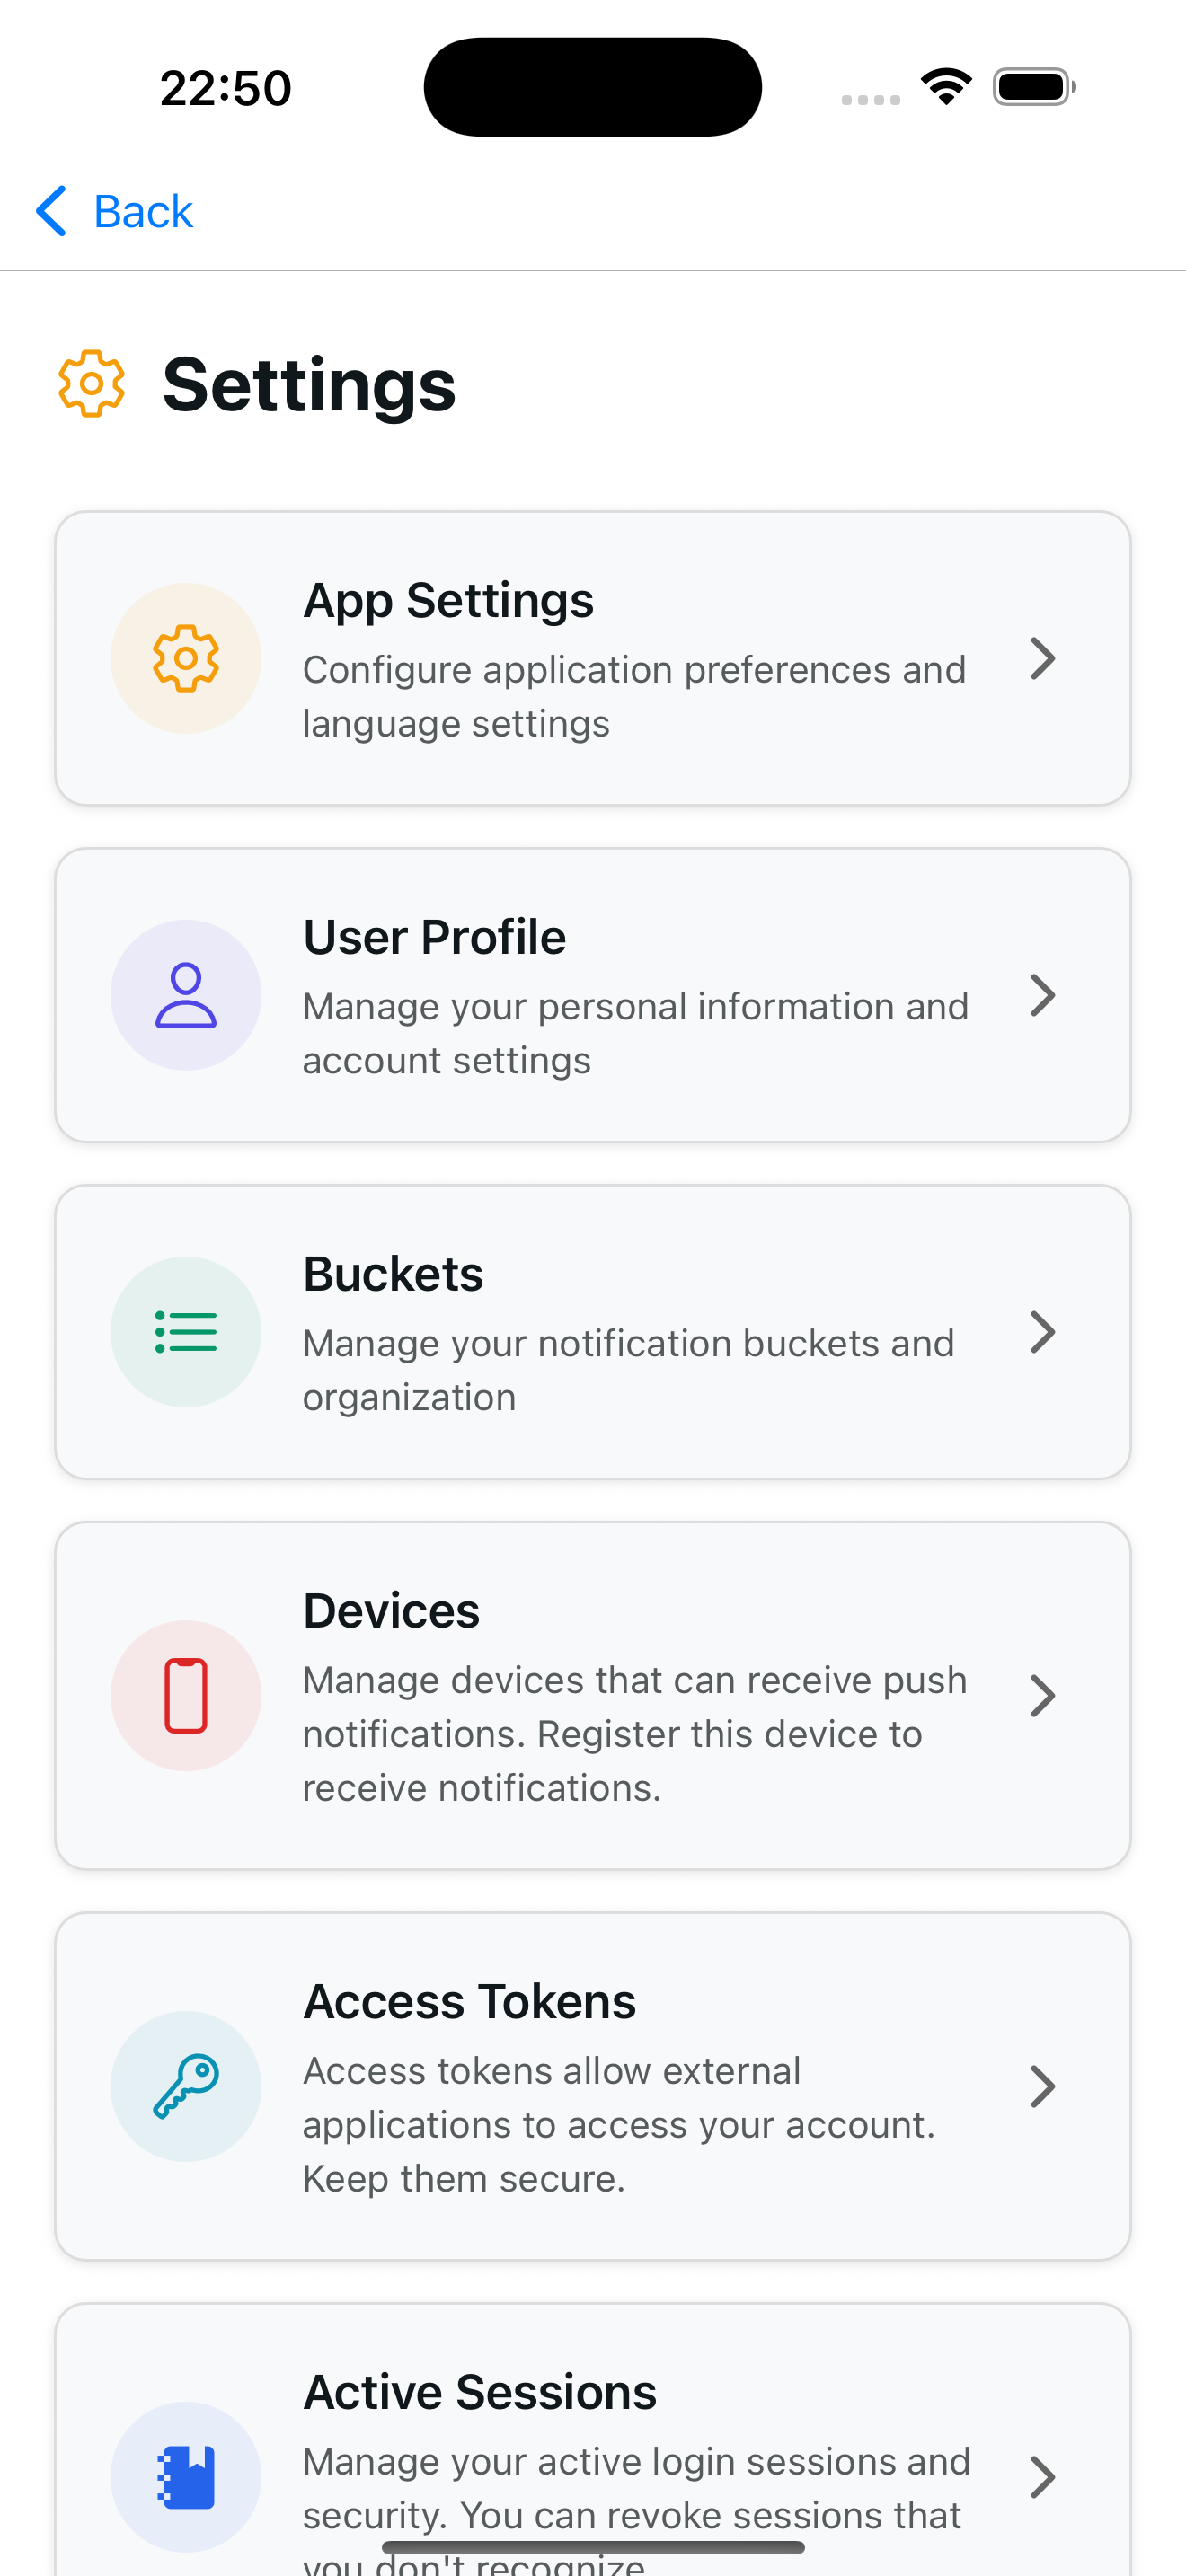 22:50
Back
Settings
App Settings
Configure application preferences and
language settings
User Profile
Manage your personal information and
account settings
Buckets
Manage your notification buckets and
organization
Devices
Manage devices that can receive push
notifications. Register this device to
receive notifications.
Access Tokens
Access tokens allow external
applications to access your account.
Keep them secure.
Active Sessions
Manage your active login sessions and
security. You can revoke sessions that
you don't recognize